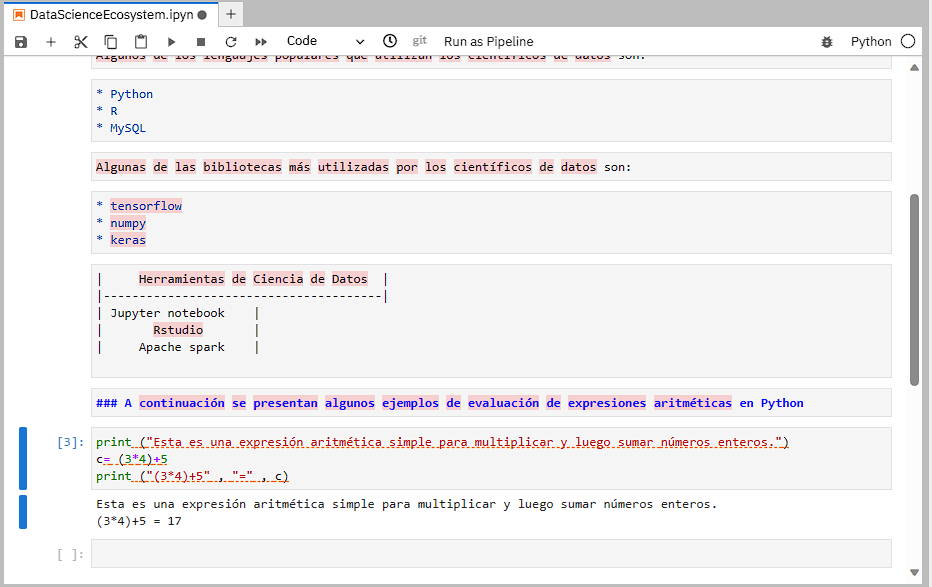 DataScienceEcosystem.ipyn
Code
git
Run as Pipeline
Python
Algunos de los lenguajes populares que utilizan los científicos de datos son:
* Python
* R
* MySQL
Algunas de las bibliotecas más utilizadas por los científicos de datos son:
* tensorflow
* numpy
* keras
| Herramientas de Ciencia de Datos |
|---------------------------------------|
| Jupyter notebook |
| Rstudio |
| Apache spark |
### A continuación se presentan algunos ejemplos de evaluación de expresiones aritméticas en Python
[3]: print ("Esta es una expresión aritmética simple para multiplicar y luego sumar números enteros.")
c= (3*4)+5
print ("(3*4)+5" , "=" , c)
Esta es una expresión aritmética simple para multiplicar y luego sumar números enteros.
(3*4)+5 = 17
[ ]: